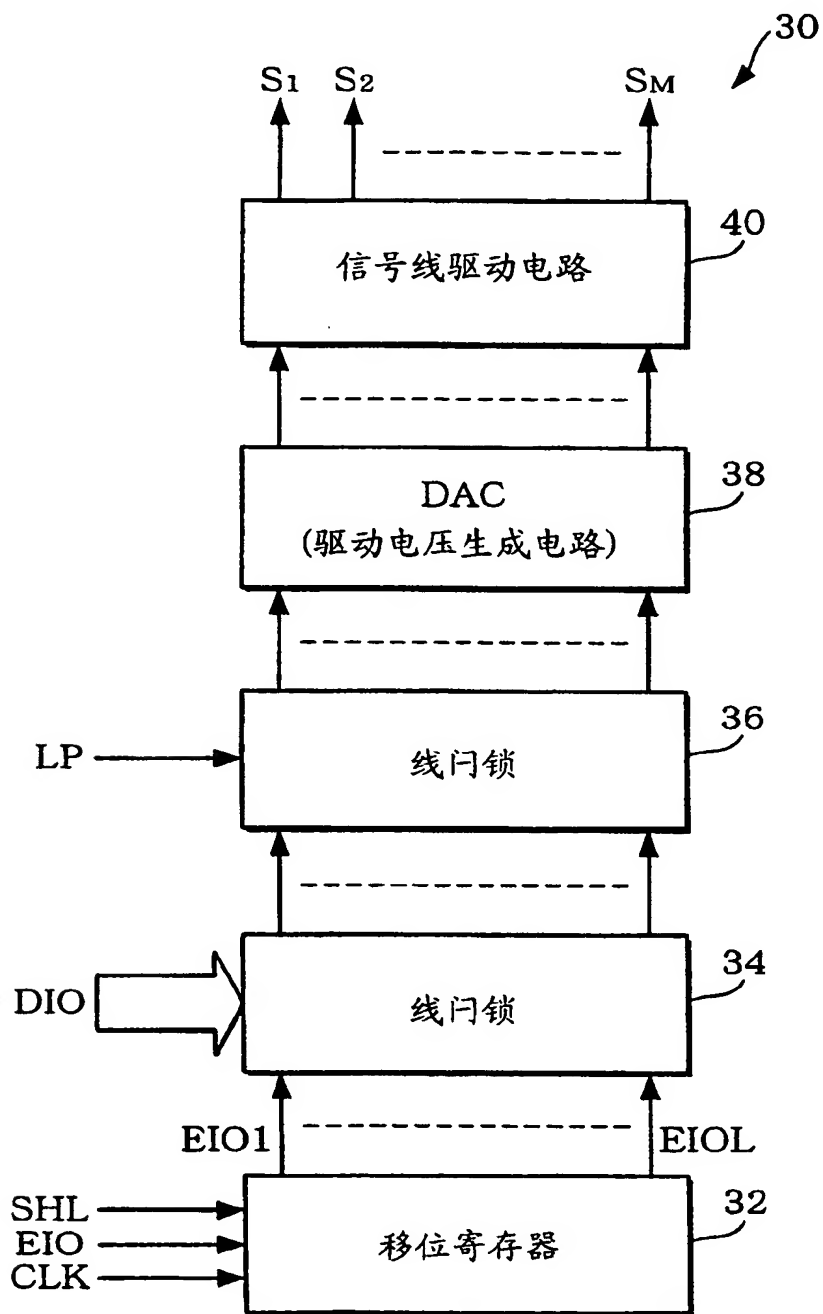 30
S1 S2 SM
40
信号线驱动电路
38
DAC
(驱动电压生成电路)
36
LP
线闩锁
34
DIO
线闩锁
EIO1 EIOL
32
SHL
EIO
CLK
移位寄存器